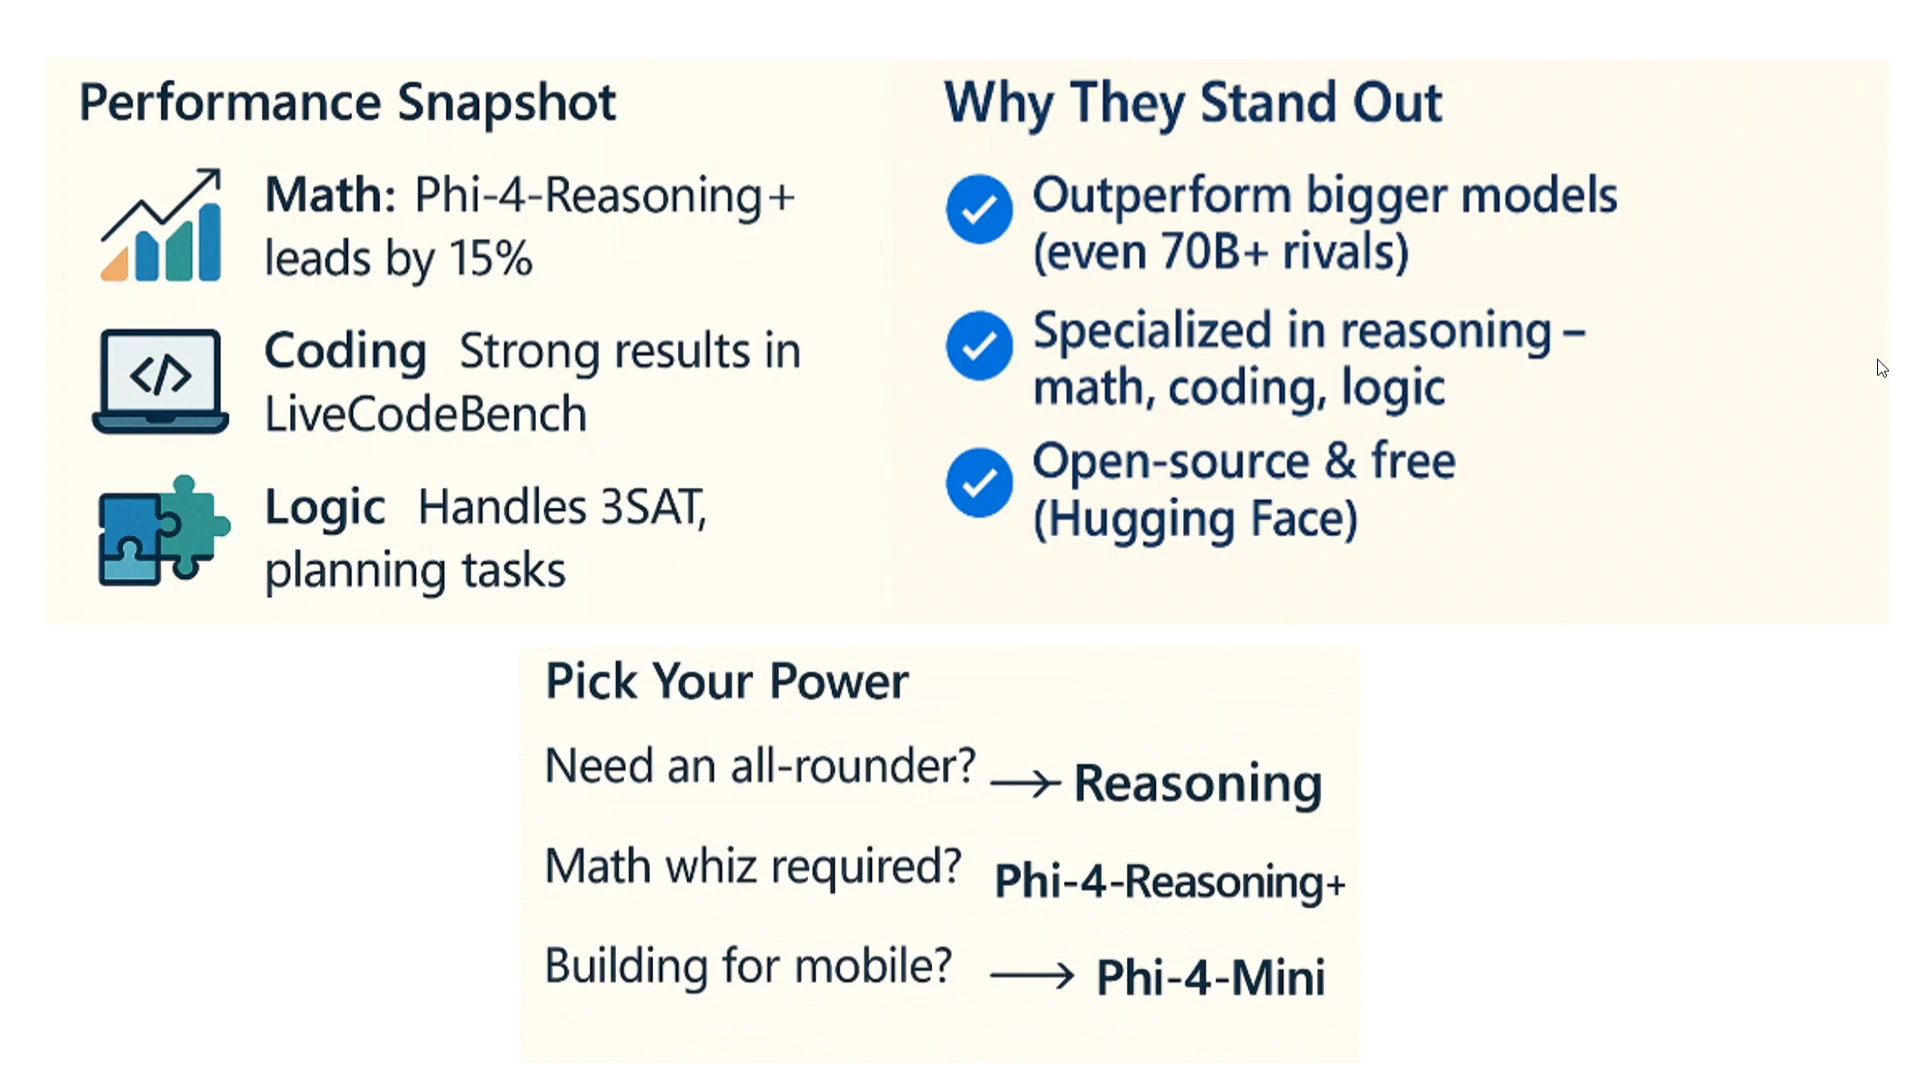 Performance Snapshot
Math: Phi-4-Reasoning+
leads by 15%
</>
Coding Strong results in
LiveCodeBench
Logic Handles 3SAT,
planning tasks
Why They Stand Out
Outperform bigger models
(even 70B+ rivals)
Specialized in reasoning –
math, coding, logic
Open-source & free
(Hugging Face)
Pick Your Power
Need an all-rounder? → Reasoning
Math whiz required? Phi-4-Reasoning+
Building for mobile? → Phi-4-Mini